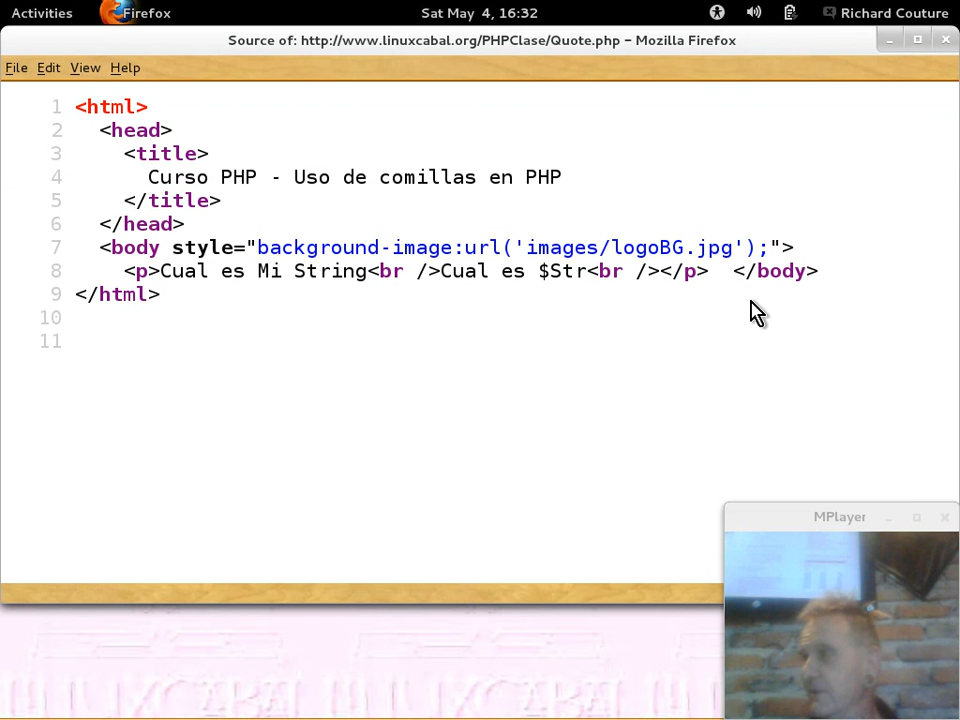 Activities Firefox Sat May 4, 16:32 Richard Couture
Source of: http://www.linuxcabal.org/PHPClase/Quote.php - Mozilla Firefox
File Edit View Help
1 <html>
2 <head>
3 <title>
4 Curso PHP - Uso de comillas en PHP
5 </title>
6 </head>
7 <body style="background-image:url('images/logoBG.jpg');">
8 <p>Cual es Mi String<br />Cual es $Str<br /></p> </body>
9 </html>
10
11
MPlayer
LINUXCABAL